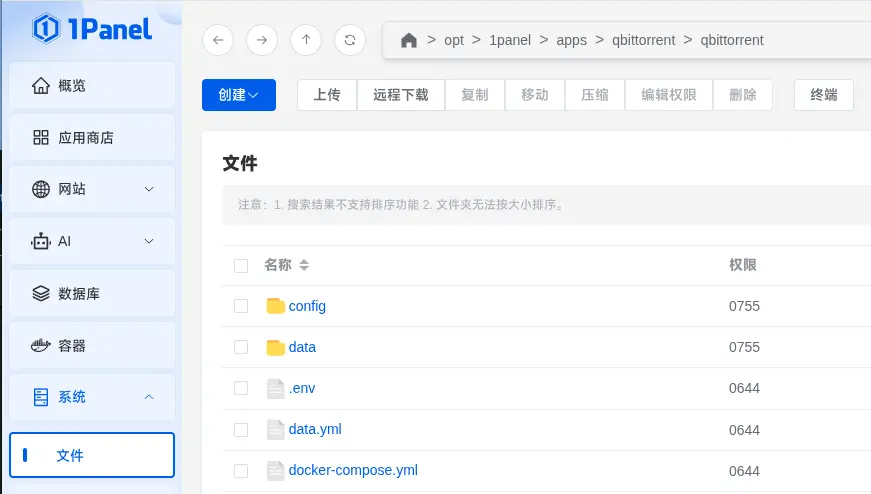 1Panel
> opt > 1panel > apps > qbittorrent > qbittorrent
概览
创建 上传 远程下载 复制 移动 压缩 编辑权限 删除 终端
应用商店
文件
网站
注意：1. 搜索结果不支持排序功能 2. 文件夹无法按大小排序。
AI
名称 权限
数据库
config 0755
容器
data 0755
系统
.env 0644
data.yml 0644
文件
docker-compose.yml 0644